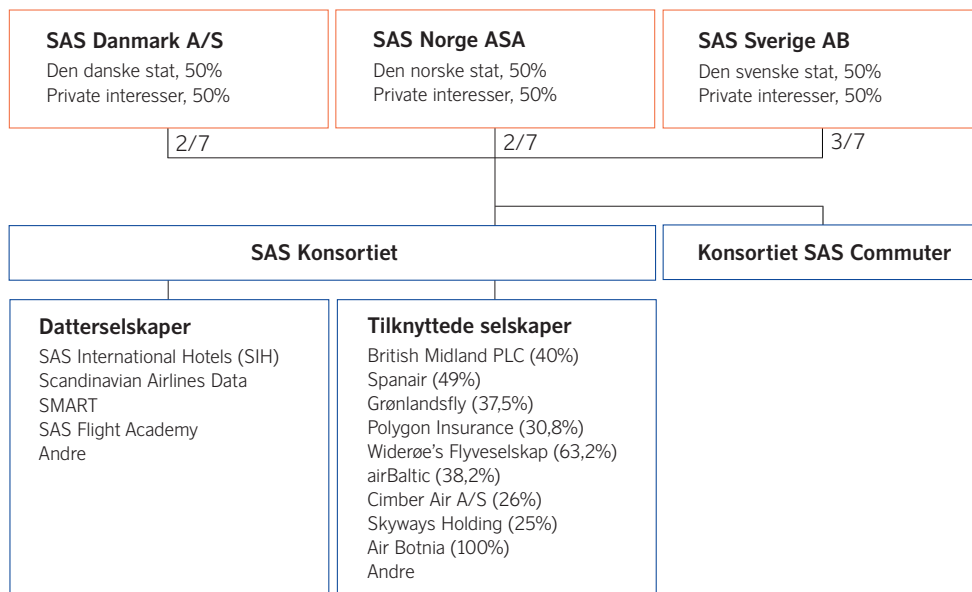 SAS Danmark A/S
Den danske stat, 50%
Private interesser, 50%
SAS Norge ASA
Den norske stat, 50%
Private interesser, 50%
SAS Sverige AB
Den svenske stat, 50%
Private interesser, 50%
2/7
2/7
3/7
SAS Konsortiet
Konsortiet SAS Commuter
Datterselskaper
SAS International Hotels (SIH)
Scandinavian Airlines Data
SMART
SAS Flight Academy
Andre
Tilknyttede selskaper
British Midland PLC (40%)
Spanair (49%)
Grønlandsfly (37,5%)
Polygon Insurance (30,8%)
Widerøe's Flyveselskap (63,2%)
airBaltic (38,2%)
Cimber Air A/S (26%)
Skyways Holding (25%)
Air Botnia (100%)
Andre